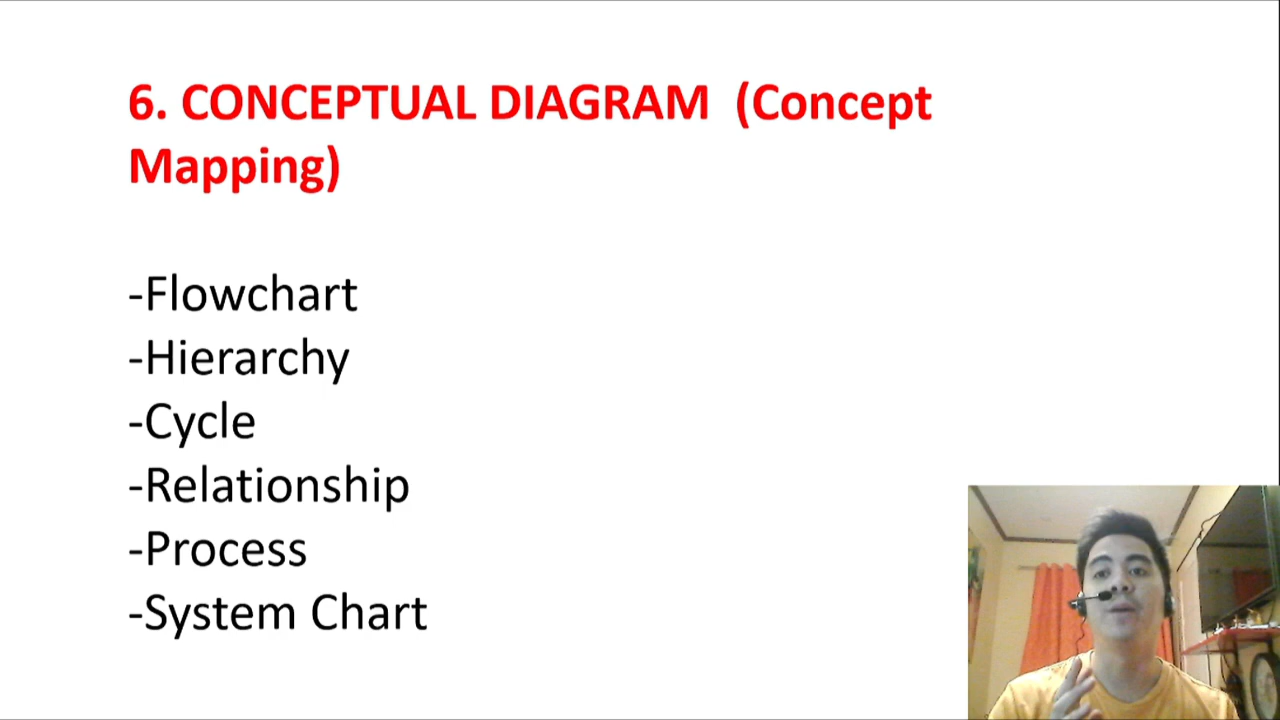 6. CONCEPTUAL DIAGRAM (Concept
Mapping)
-Flowchart
-Hierarchy
-Cycle
-Relationship
-Process
-System Chart